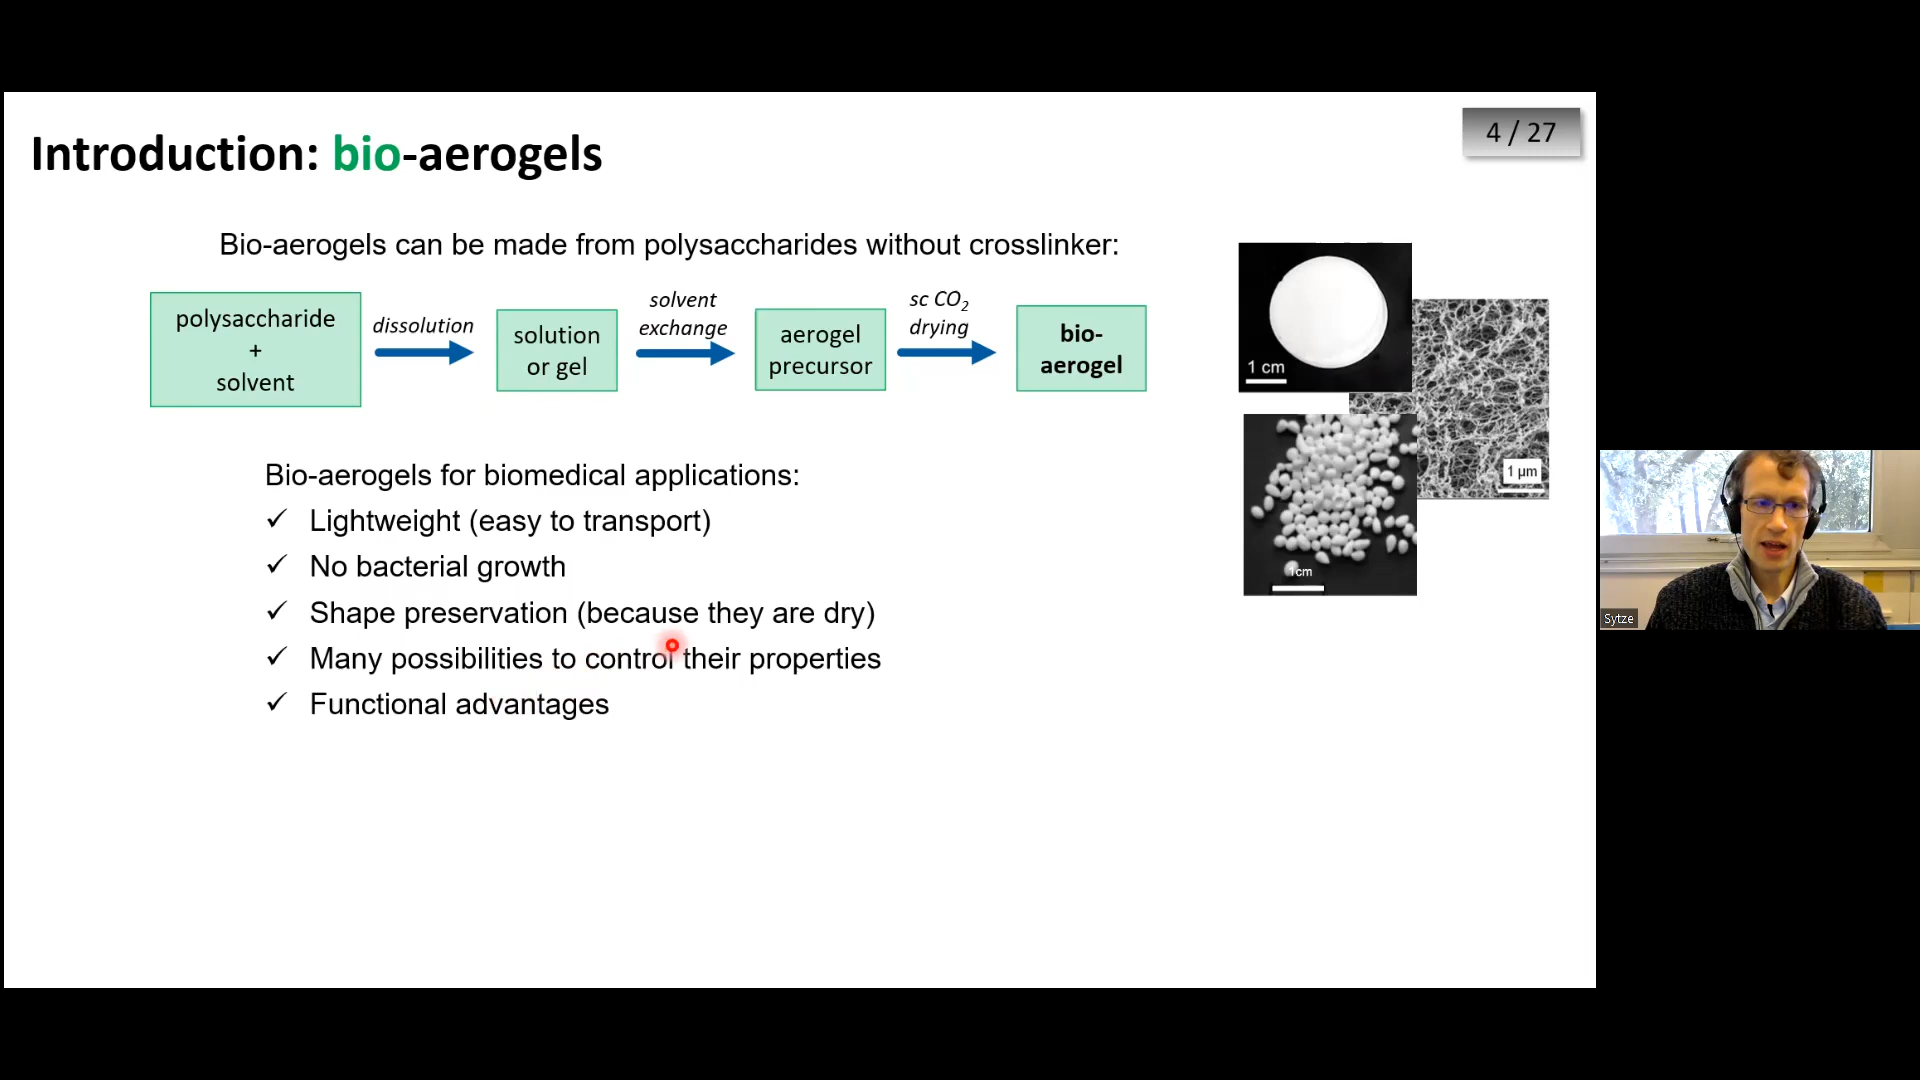 Introduction: bio-aerogels
4 / 27
Bio-aerogels can be made from polysaccharides without crosslinker:
polysaccharide
+
solvent
dissolution
solution
or gel
solvent
exchange
aerogel
precursor
sc CO2
drying
bio-
aerogel
1 cm
1 µm
1cm
Bio-aerogels for biomedical applications:
✓ Lightweight (easy to transport)
✓ No bacterial growth
✓ Shape preservation (because they are dry)
✓ Many possibilities to control their properties
✓ Functional advantages
Sytze